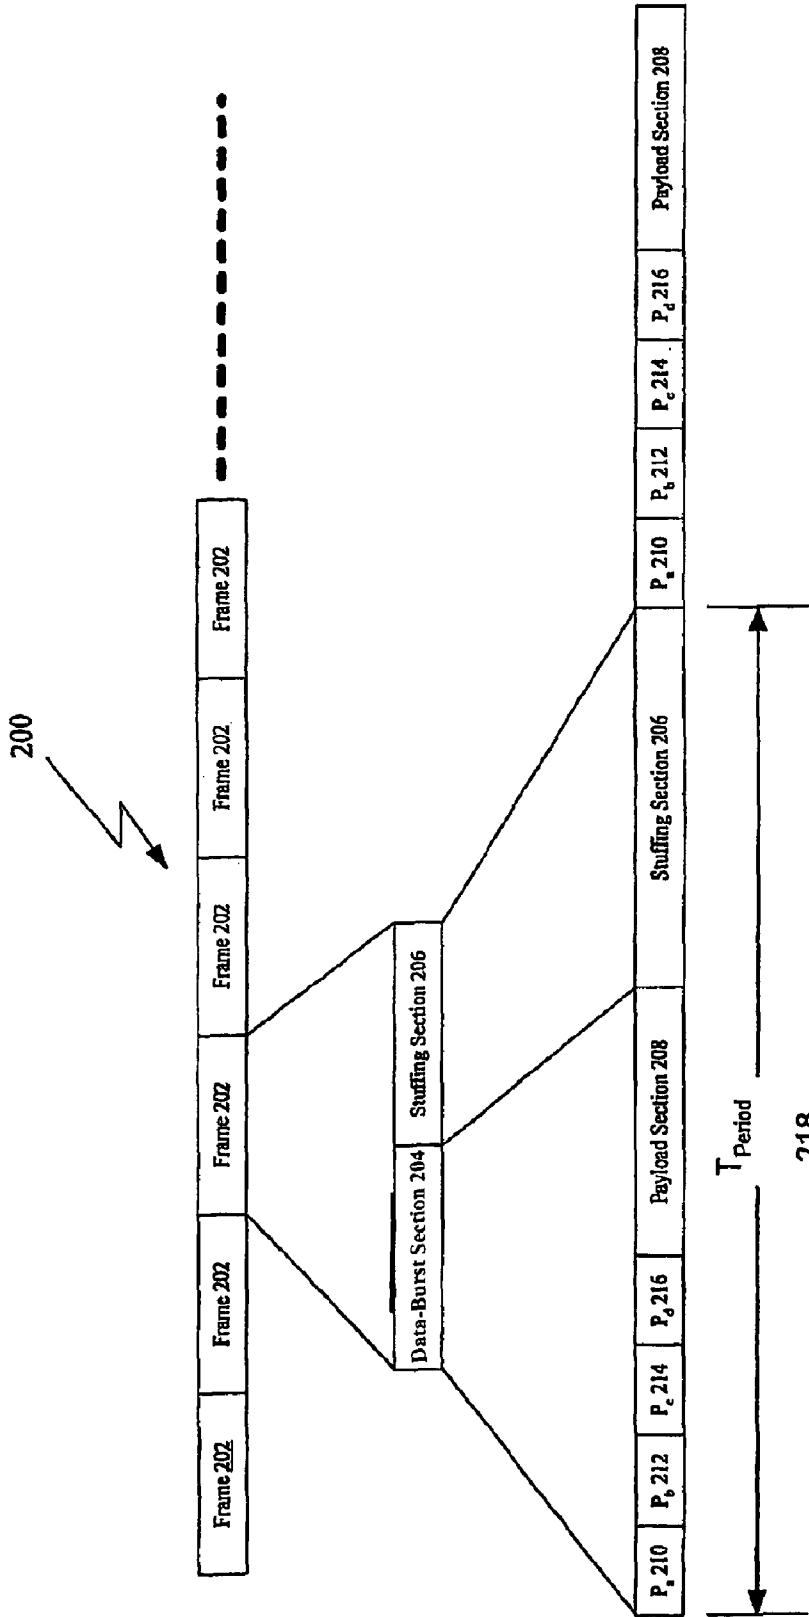 200
Frame 202
Frame 202
Frame 202
Frame 202
Frame 202
Frame 202
Data-Burst Section 204
Stuffing Section 206
Pa 210
Pb 212
Pc 214
Pd 216
Payload Section 208
Stuffing Section 206
Pa 210
Pb 212
Pc 214
Pd 216
Payload Section 208
TPeriod
218